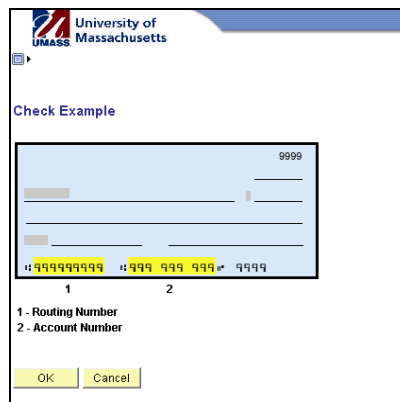 University of
UMASS Massachusetts
Check Example
9999
⑆999999999 ⑆999 999 999⑈ 9999
1 2
1 - Routing Number
2 - Account Number
OK Cancel